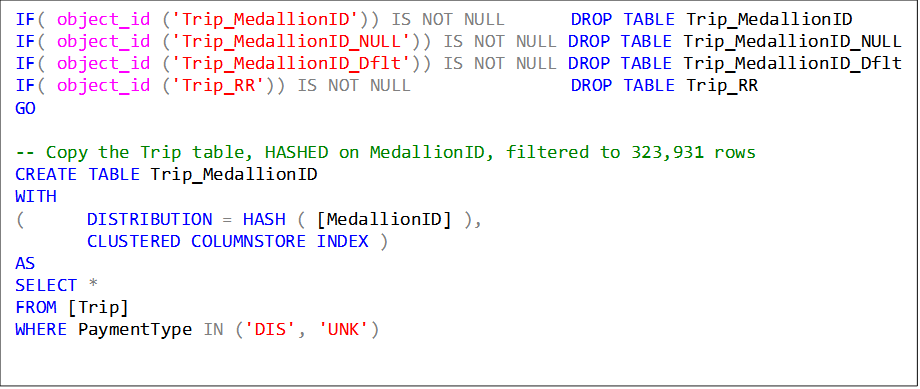 IF( object_id ('Trip_MedallionID')) IS NOT NULL DROP TABLE Trip_MedallionID
IF( object_id ('Trip_MedallionID_NULL')) IS NOT NULL DROP TABLE Trip_MedallionID_NULL
IF( object_id ('Trip_MedallionID_Dflt')) IS NOT NULL DROP TABLE Trip_MedallionID_Dflt
IF( object_id ('Trip_RR')) IS NOT NULL DROP TABLE Trip_RR
GO
-- Copy the Trip table, HASHED on MedallionID, filtered to 323,931 rows
CREATE TABLE Trip_MedallionID
WITH
( DISTRIBUTION = HASH ( [MedallionID] ),
CLUSTERED COLUMNSTORE INDEX )
AS
SELECT *
FROM [Trip]
WHERE PaymentType IN ('DIS', 'UNK')